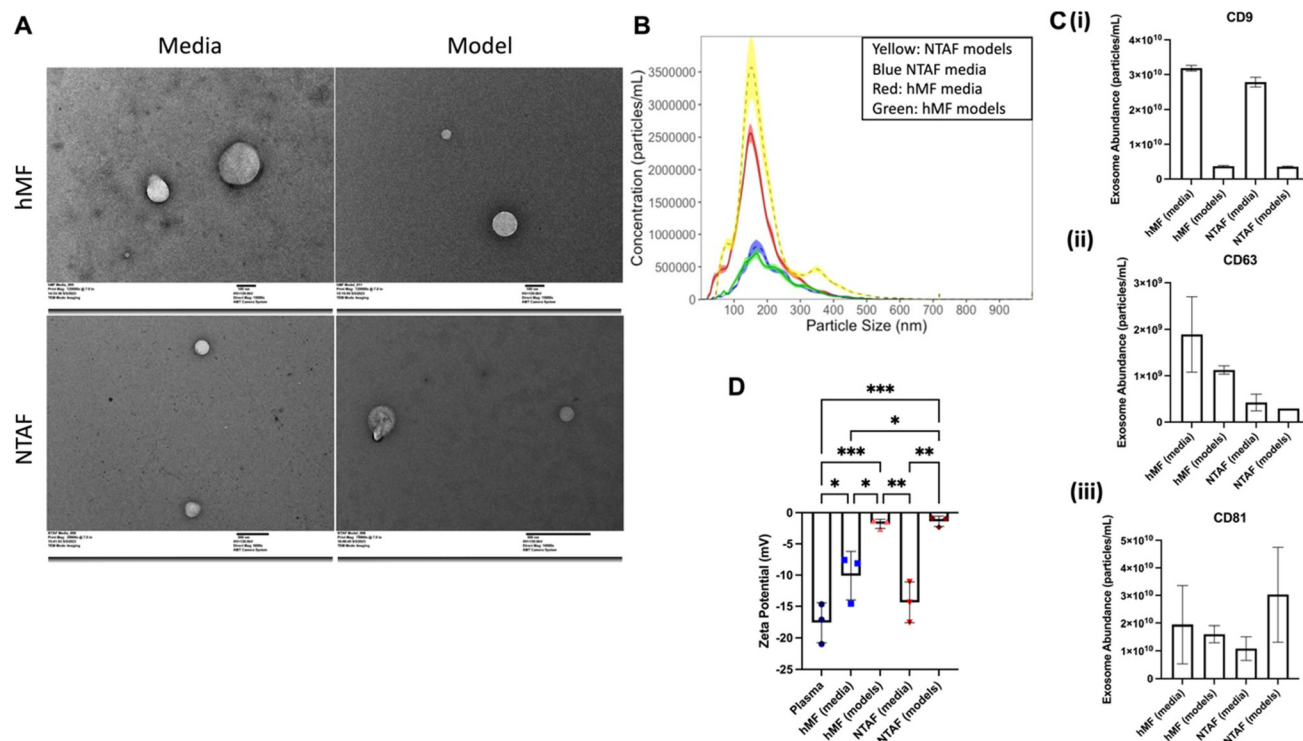 A
Media
Model
hMF
NTAF
B
Yellow: NTAF models
Blue NTAF media
Red: hMF media
Green: hMF models
Concentration (particles/mL)
3500000
3000000
2500000
2000000
1500000
1000000
500000
0
100 200 300 400 500 600 700 800 900
Particle Size (nm)
C (i)
CD9
Exosome Abundance (particles/mL)
4×10¹⁰
3×10¹⁰
2×10¹⁰
1×10¹⁰
0
hMF (media)
hMF (models)
NTAF (media)
NTAF (models)
(ii)
CD63
Exosome Abundance (particles/mL)
3×10⁹
2×10⁹
1×10⁹
0
hMF (media)
hMF (models)
NTAF (media)
NTAF (models)
(iii)
CD81
Exosome Abundance (particles/mL)
5×10¹⁰
4×10¹⁰
3×10¹⁰
2×10¹⁰
1×10¹⁰
0
hMF (media)
hMF (models)
NTAF (media)
NTAF (models)
D
***
*
*** **
* * **
Zeta Potential (mV)
0
-5
-10
-15
-20
-25
Plasma
hMF (media)
hMF (models)
NTAF (media)
NTAF (models)